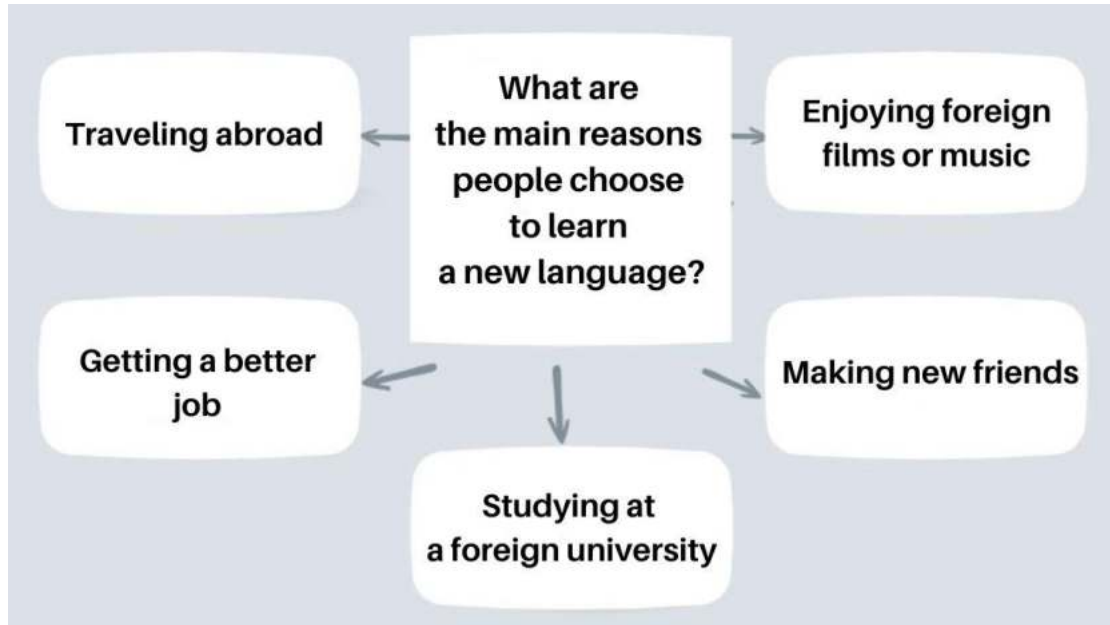 What are
the main reasons
people choose
to learn
a new language?
Traveling abroad
Enjoying foreign
films or music
Getting a better
job
Making new friends
Studying at
a foreign university